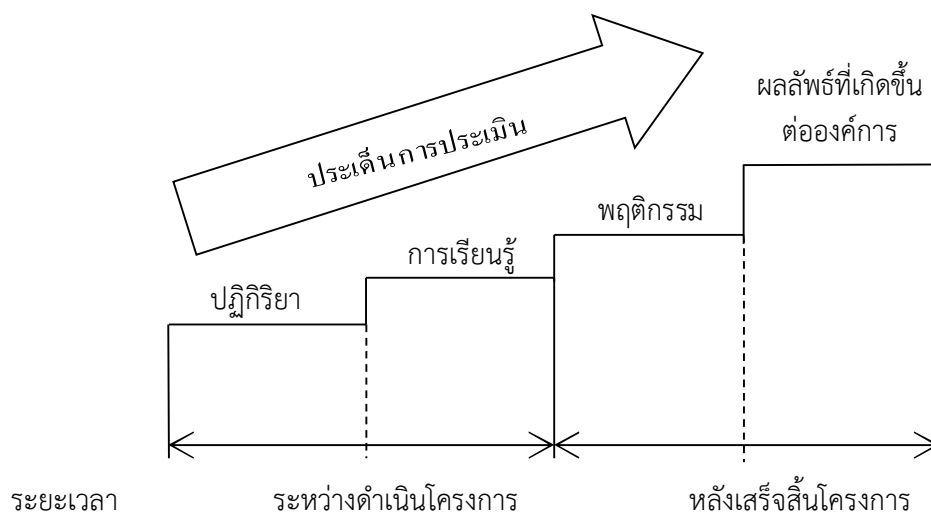 ผลลัพธ์ที่เกิดขึ้น
ต่อองค์การ
ประเด็นการประเมิน
พฤติกรรม
การเรียนรู้
ปฏิกิริยา
ระยะเวลา
ระหว่างดำเนินโครงการ
หลังเสร็จสิ้นโครงการ